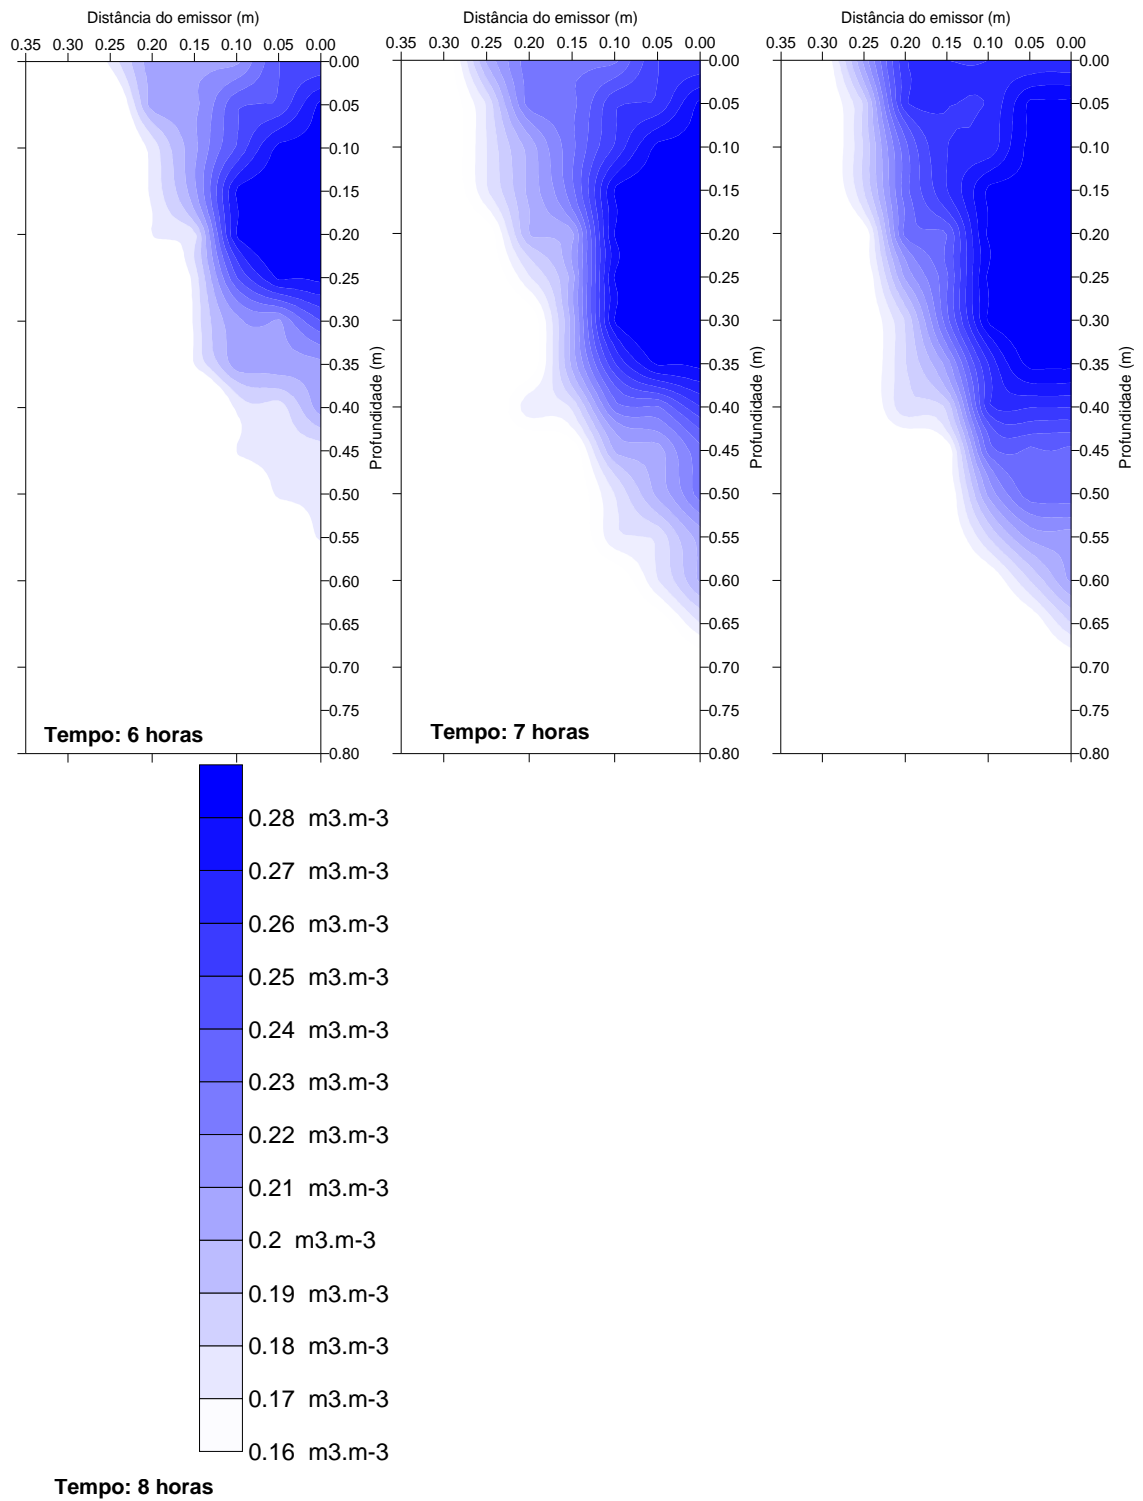 Distância do emissor (m) Distância do emissor (m) Distância do emissor (m)
0.35 0.30 0.25 0.20 0.15 0.10 0.05 0.00 0.35 0.30 0.25 0.20 0.15 0.10 0.05 0.00 0.35 0.30 0.25 0.20 0.15 0.10 0.05 0.00
0.00 0.00 0.00
0.05 0.05 0.05
0.10 0.10 0.10
0.15 0.15 0.15
0.20 0.20 0.20
0.25 0.25 0.25
0.30 0.30 0.30
0.35 0.35 0.35
Profundidade (m) Profundidade (m) Profundidade (m)
0.40 0.40 0.40
0.45 0.45 0.45
0.50 0.50 0.50
0.55 0.55 0.55
0.60 0.60 0.60
0.65 0.65 0.65
0.70 0.70 0.70
0.75 0.75 0.75
Tempo: 6 horas Tempo: 7 horas
0.80 0.80 0.80
0.28 m3.m-3
0.27 m3.m-3
0.26 m3.m-3
0.25 m3.m-3
0.24 m3.m-3
0.23 m3.m-3
0.22 m3.m-3
0.21 m3.m-3
0.2 m3.m-3
0.19 m3.m-3
0.18 m3.m-3
0.17 m3.m-3
0.16 m3.m-3
Tempo: 8 horas